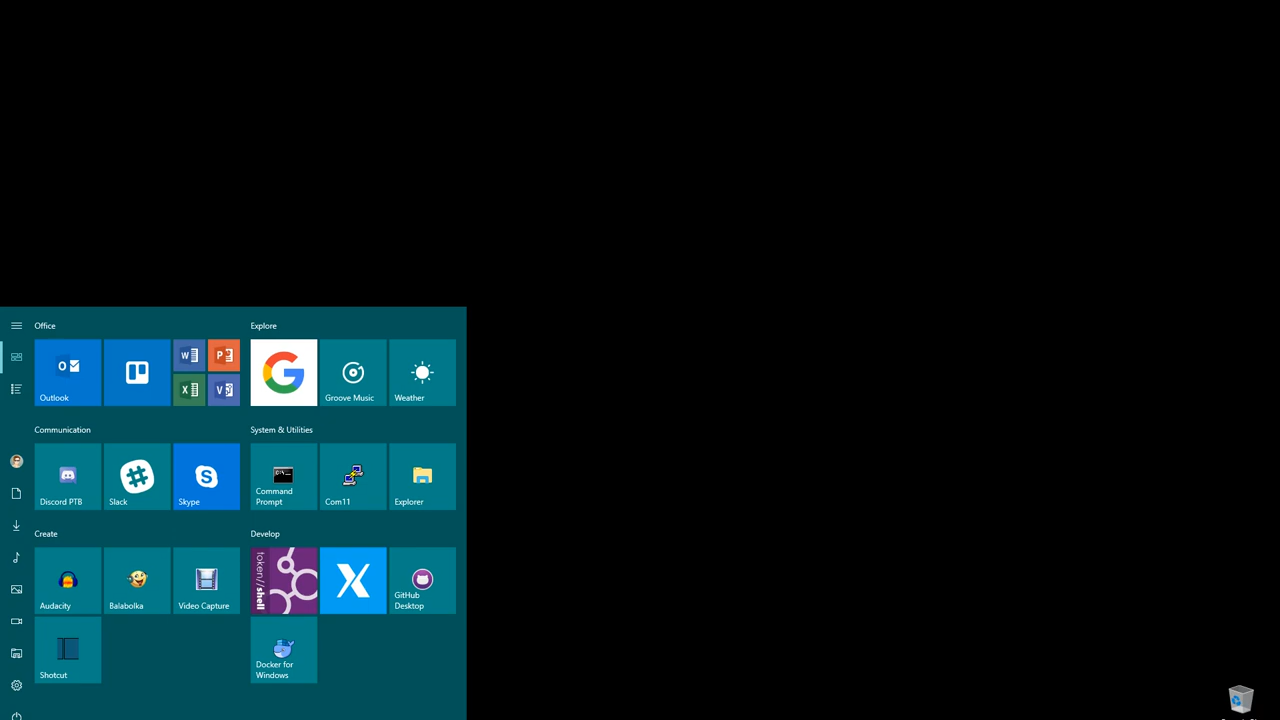 Office
Explore
Outlook
Groove Music
Weather
Communication
System & Utilities
Discord PTB
Slack
Skype
Command
Prompt
Com11
Explorer
Create
Develop
Audacity
Balabolka
Video Capture
token//shell
GitHub
Desktop
Shotcut
Docker for
Windows